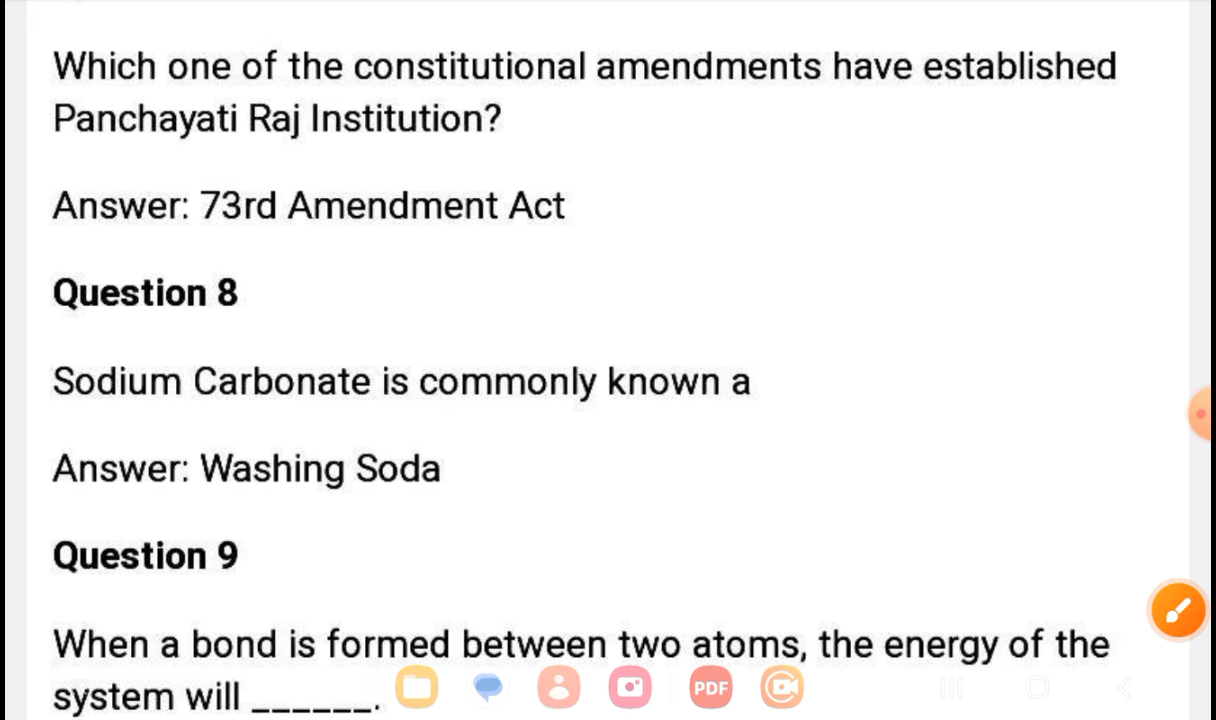 Which one of the constitutional amendments have established
Panchayati Raj Institution?
Answer: 73rd Amendment Act
Question 8
Sodium Carbonate is commonly known a
Answer: Washing Soda
Question 9
When a bond is formed between two atoms, the energy of the
system will ______.
PDF